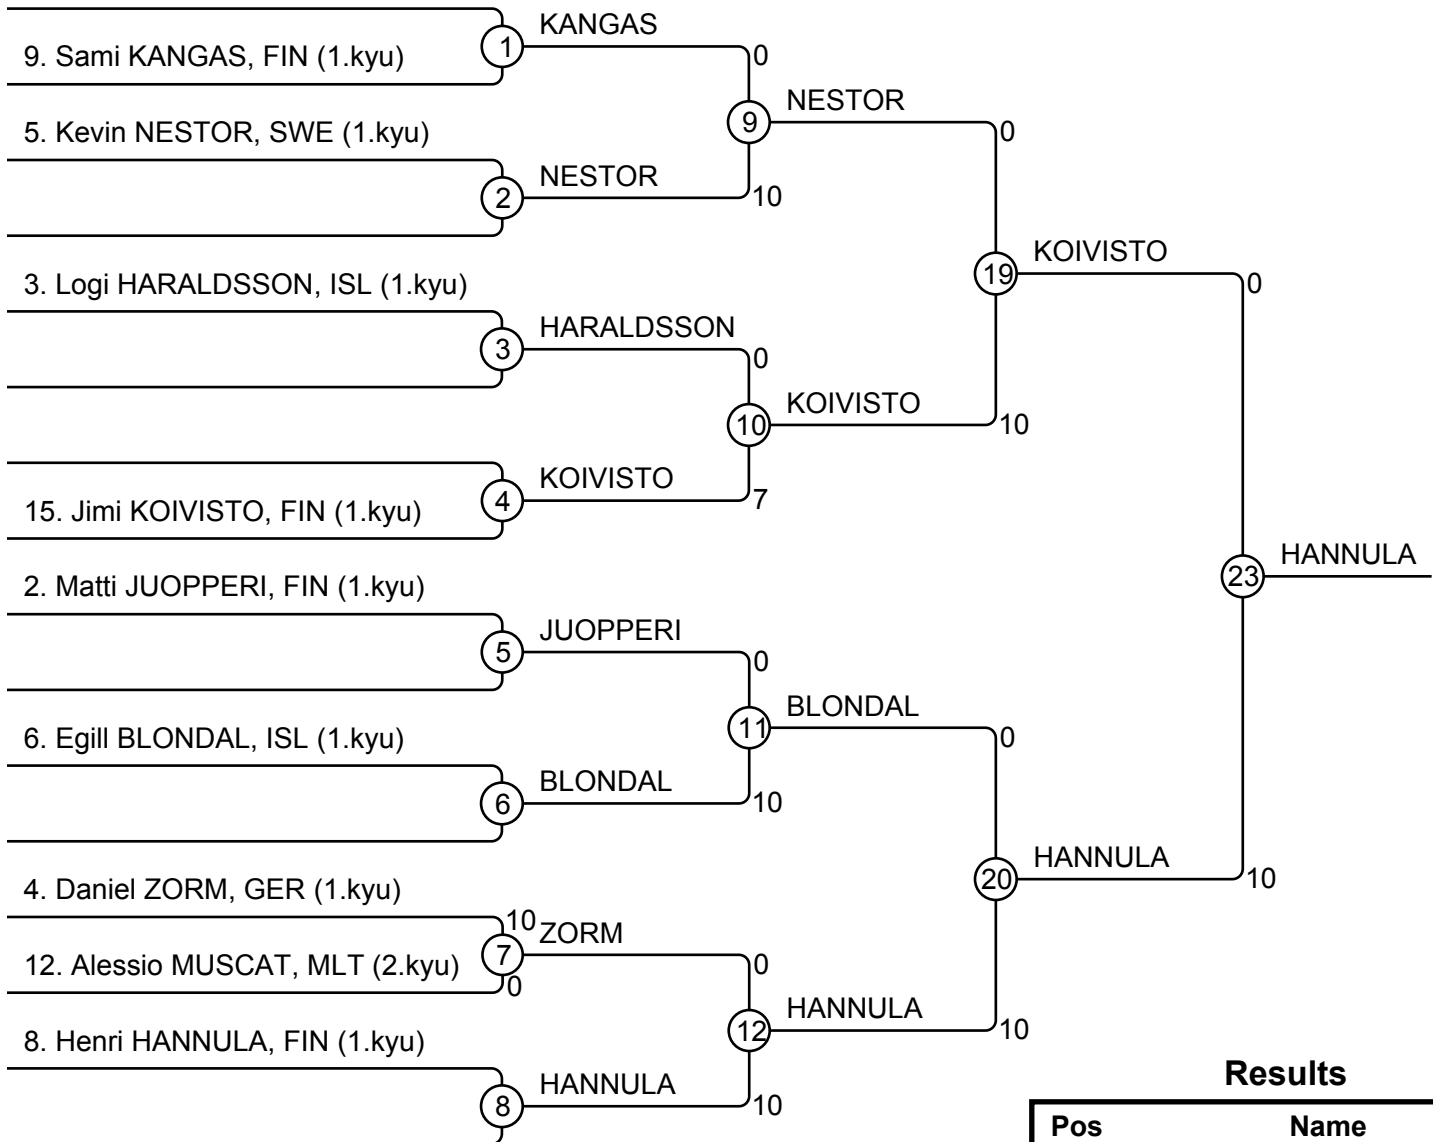 KANGAS
9. Sami KANGAS, FIN (1.kyu)
1
0
NESTOR
5. Kevin NESTOR, SWE (1.kyu)
9
0
NESTOR
2
10
KOIVISTO
3. Logi HARALDSSON, ISL (1.kyu)
19
0
HARALDSSON
3
0
KOIVISTO
10
10
KOIVISTO
4
7
15. Jimi KOIVISTO, FIN (1.kyu)
HANNULA
23
2. Matti JUOPPERI, FIN (1.kyu)
JUOPPERI
5
0
BLONDAL
11
0
6. Egill BLONDAL, ISL (1.kyu)
BLONDAL
6
10
HANNULA
20
10
4. Daniel ZORM, GER (1.kyu)
10
ZORM
7
12. Alessio MUSCAT, MLT (2.kyu)
0
0
HANNULA
12
10
8. Henri HANNULA, FIN (1.kyu)
HANNULA
8
10
Results
Pos Name